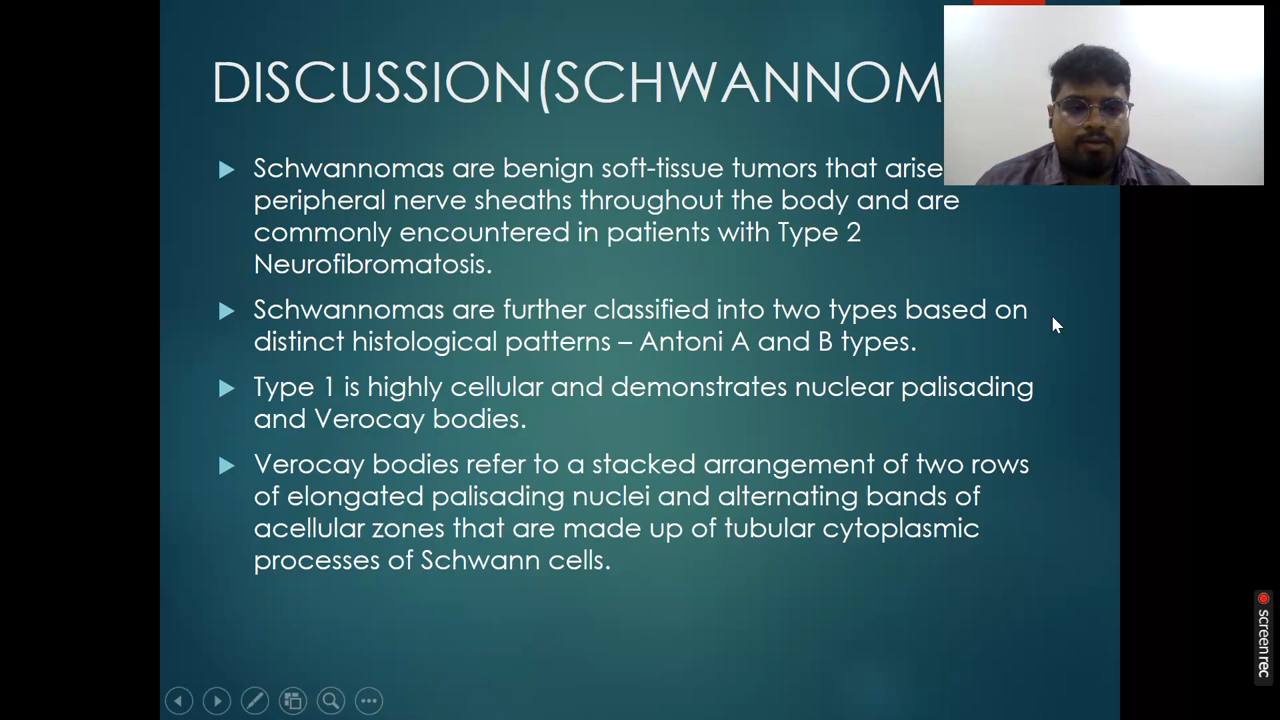 DISCUSSION(SCHWANNOM
Schwannomas are benign soft-tissue tumors that arise
peripheral nerve sheaths throughout the body and are
commonly encountered in patients with Type 2
Neurofibromatosis.
Schwannomas are further classified into two types based on
distinct histological patterns – Antoni A and B types.
Type 1 is highly cellular and demonstrates nuclear palisading
and Verocay bodies.
Verocay bodies refer to a stacked arrangement of two rows
of elongated palisading nuclei and alternating bands of
acellular zones that are made up of tubular cytoplasmic
processes of Schwann cells.
screenrec